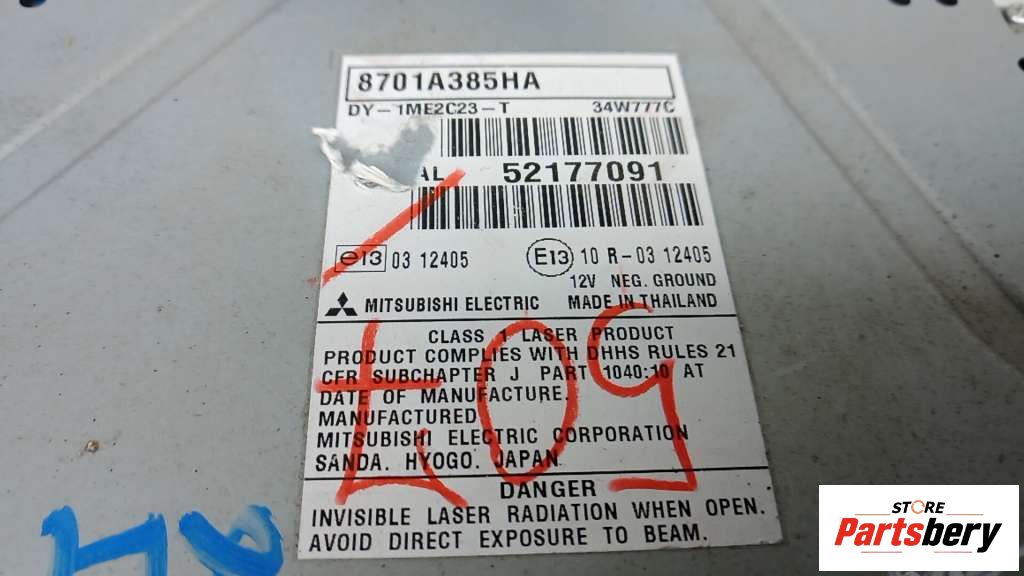 8701A385HA
DY-1ME2C23-T 34W777C
AL 52177091
e13 03 12405 E13 10 R-03 12405
12V NEG. GROUND
MITSUBISHI ELECTRIC MADE IN THAILAND
CLASS 1 LASER PRODUCT
PRODUCT COMPLIES WITH DHHS RULES 21
CFR SUBCHAPTER J PART 1040:10 AT
DATE OF MANUFACTURE.
MANUFACTURED
MITSUBISHI ELECTRIC CORPORATION
SANDA. HYOGO. JAPAN
DANGER
INVISIBLE LASER RADIATION WHEN OPEN.
AVOID DIRECT EXPOSURE TO BEAM.
STORE
Partsbery